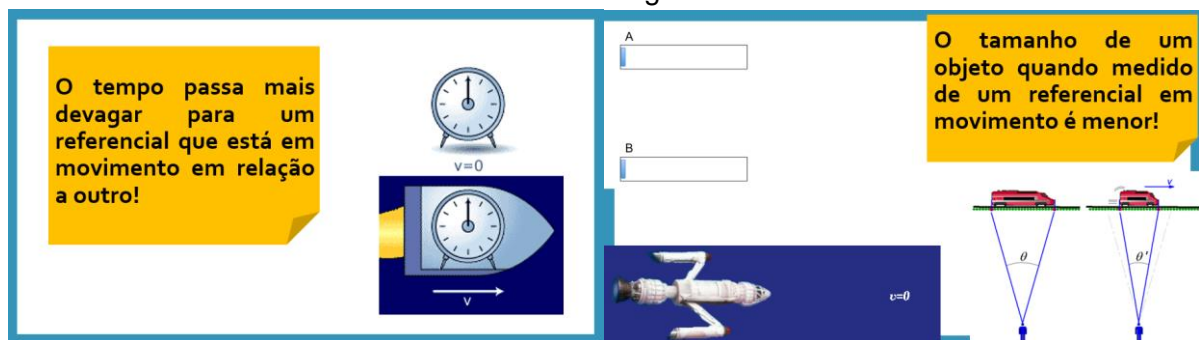 O tempo passa mais
devagar para um
referencial que está em
movimento em relação
a outro!
v=0
v
A
B
v=0
O tamanho de um
objeto quando medido
de um referencial em
movimento é menor!
v
θ
θ'